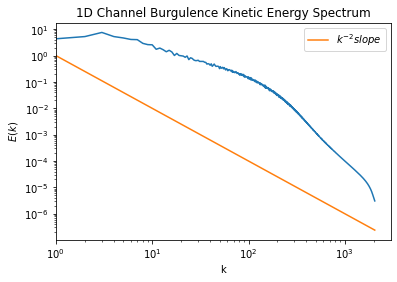 1D Channel Burgulence Kinetic Energy Spectrum
k⁻²slope
E(k)
10¹
10⁰
10⁻¹
10⁻²
10⁻³
10⁻⁴
10⁻⁵
10⁻⁶
10⁰ 10¹ 10² 10³
k